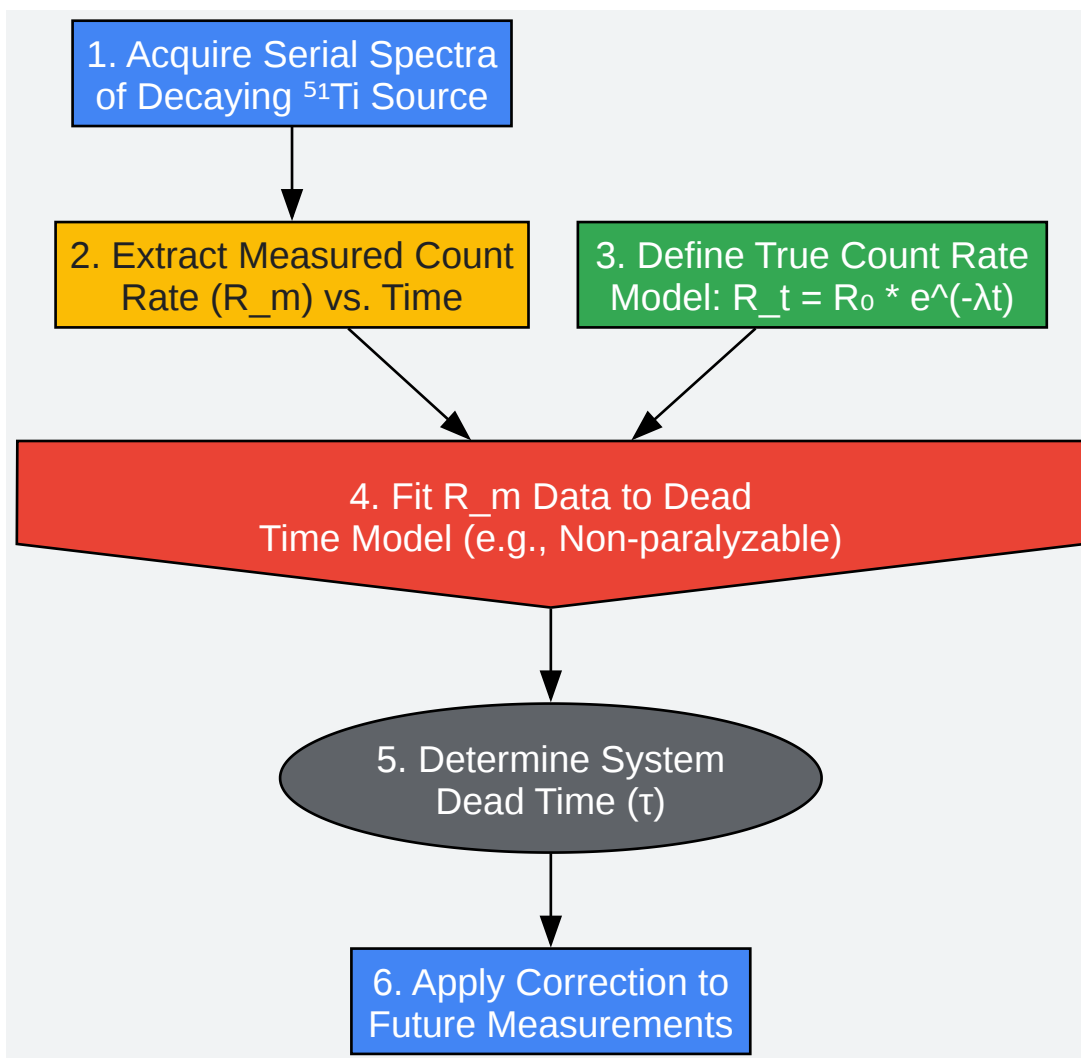 1. Acquire Serial Spectra
of Decaying ⁵¹Ti Source
2. Extract Measured Count
Rate (R_m) vs. Time
3. Define True Count Rate
Model: R_t = R₀ * e^(-λt)
4. Fit R_m Data to Dead
Time Model (e.g., Non-paralyzable)
5. Determine System
Dead Time (τ)
6. Apply Correction to
Future Measurements